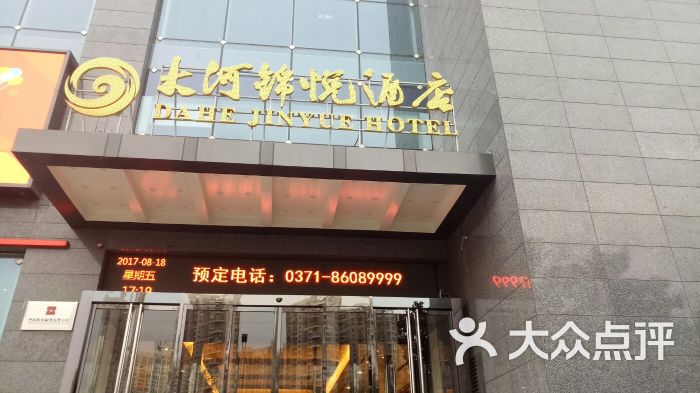 大河锦悦酒店
DAHE JINYUE HOTEL
2017-08-18
星期五
17:19
预定电话：0371-86089999
9999
大众点评